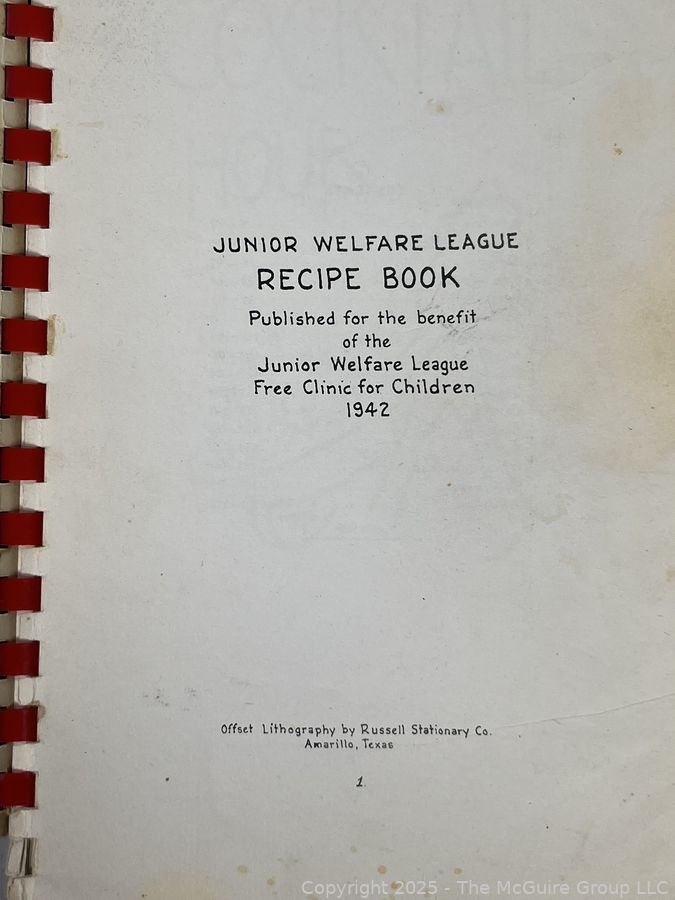 JUNIOR WELFARE LEAGUE
RECIPE BOOK
Published for the benefit
of the
Junior Welfare League
Free Clinic for Children
1942
Offset Lithography by Russell Stationary Co.
Amarillo, Texas
1.
Copyright 2025 - The McGuire Group LLC